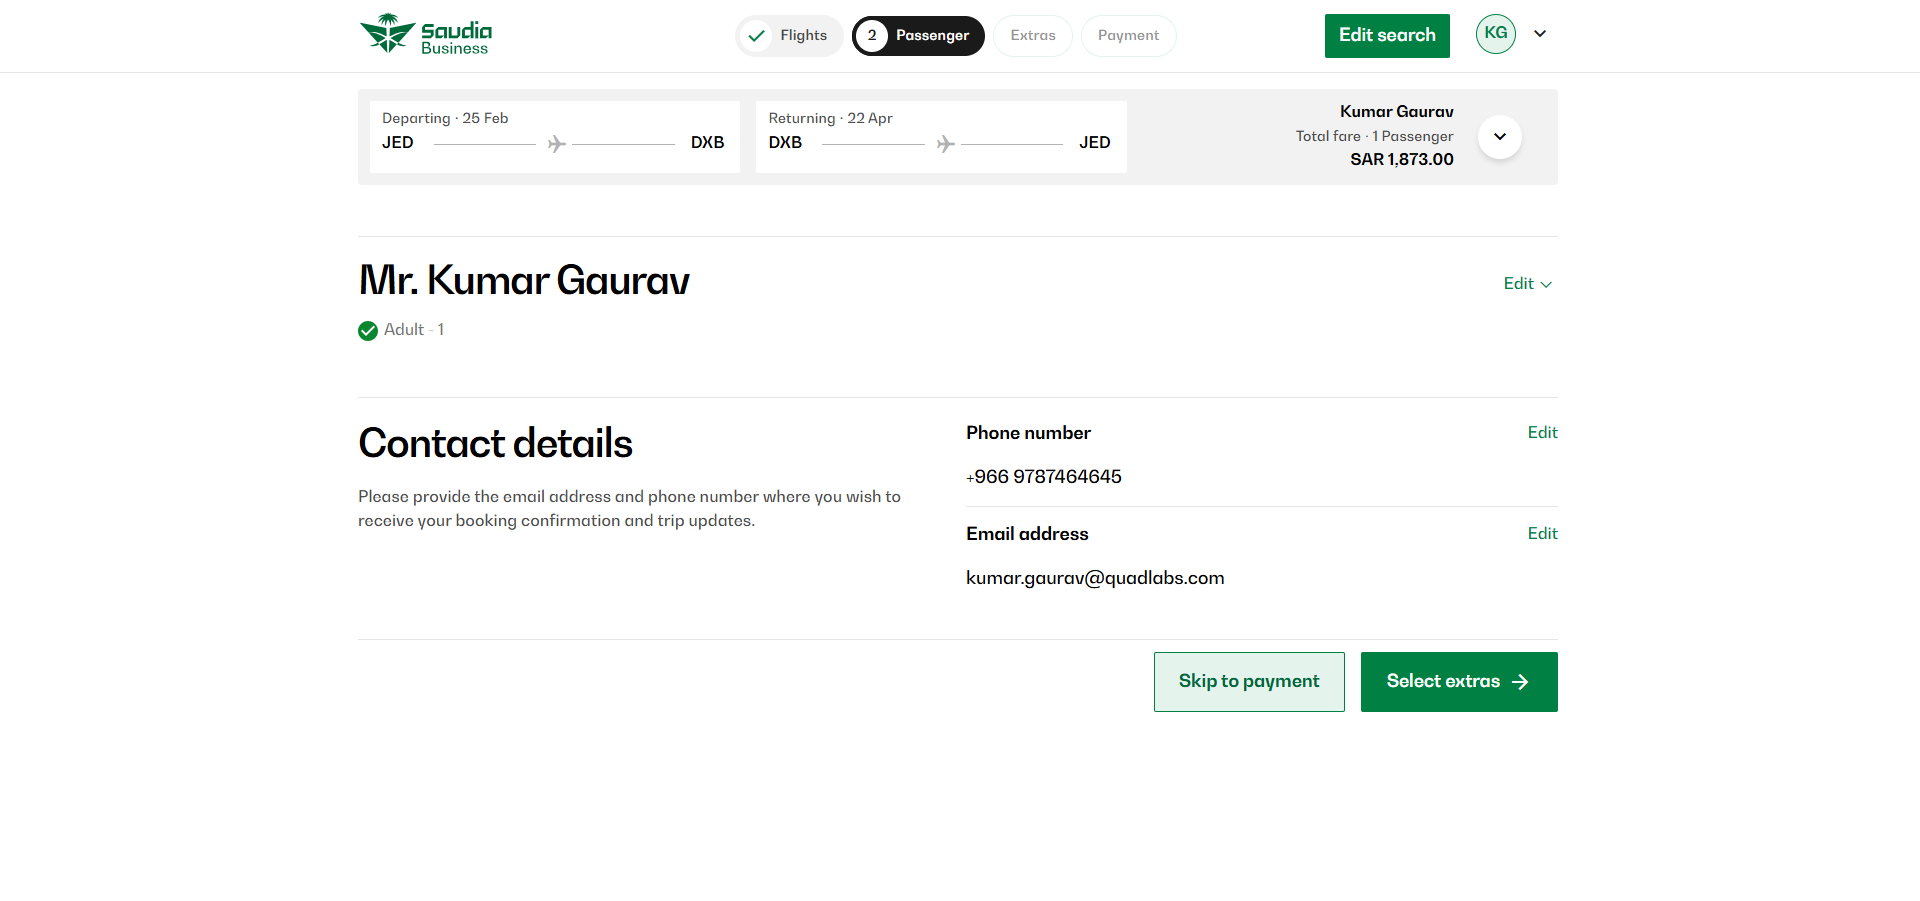 Saudia
Business
Flights
2 Passenger
Extras
Payment
Edit search
KG
Departing · 25 Feb
JED DXB
Returning · 22 Apr
DXB JED
Kumar Gaurav
Total fare · 1 Passenger
SAR 1,873.00
Mr. Kumar Gaurav
Edit
Adult - 1
Contact details
Please provide the email address and phone number where you wish to
receive your booking confirmation and trip updates.
Phone number
Edit
+966 9787464645
Email address
Edit
kumar.gaurav@quadlabs.com
Skip to payment
Select extras